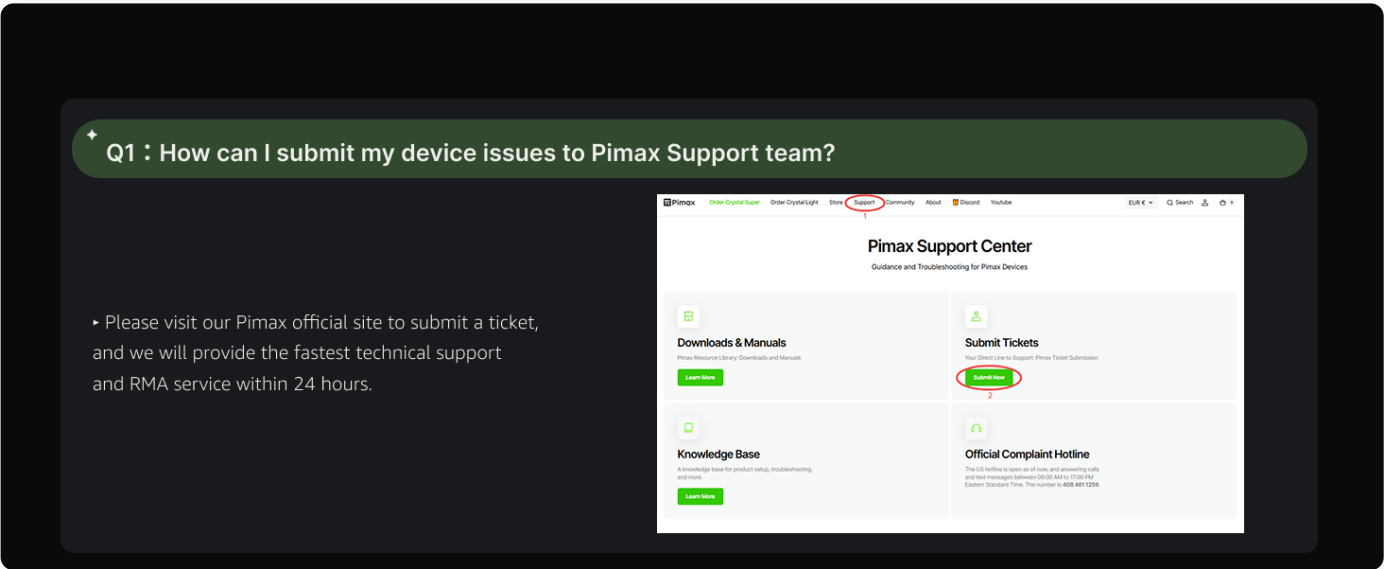 Q1：How can I submit my device issues to Pimax Support team?
‣ Please visit our Pimax official site to submit a ticket,
and we will provide the fastest technical support
and RMA service within 24 hours.
Pimax Order Crystal Super Order Crystal Light Store Support Community About Discord Youtube EUR € Search 0
1
Pimax Support Center
Guidance and Troubleshooting for Pimax Devices
Downloads & Manuals
Pimax Resource Library: Downloads and Manuals
Learn More
Submit Tickets
Your Direct Line to Support: Pimax Ticket Submission
Submit Now
2
Knowledge Base
A knowledge base for product setup, troubleshooting,
and more.
Learn More
Official Complaint Hotline
The US hotline is open as of now, and answering calls
and text messages between 09:00 AM to 17:00 PM
Eastern Standard Time. The number is 408 461 1259.